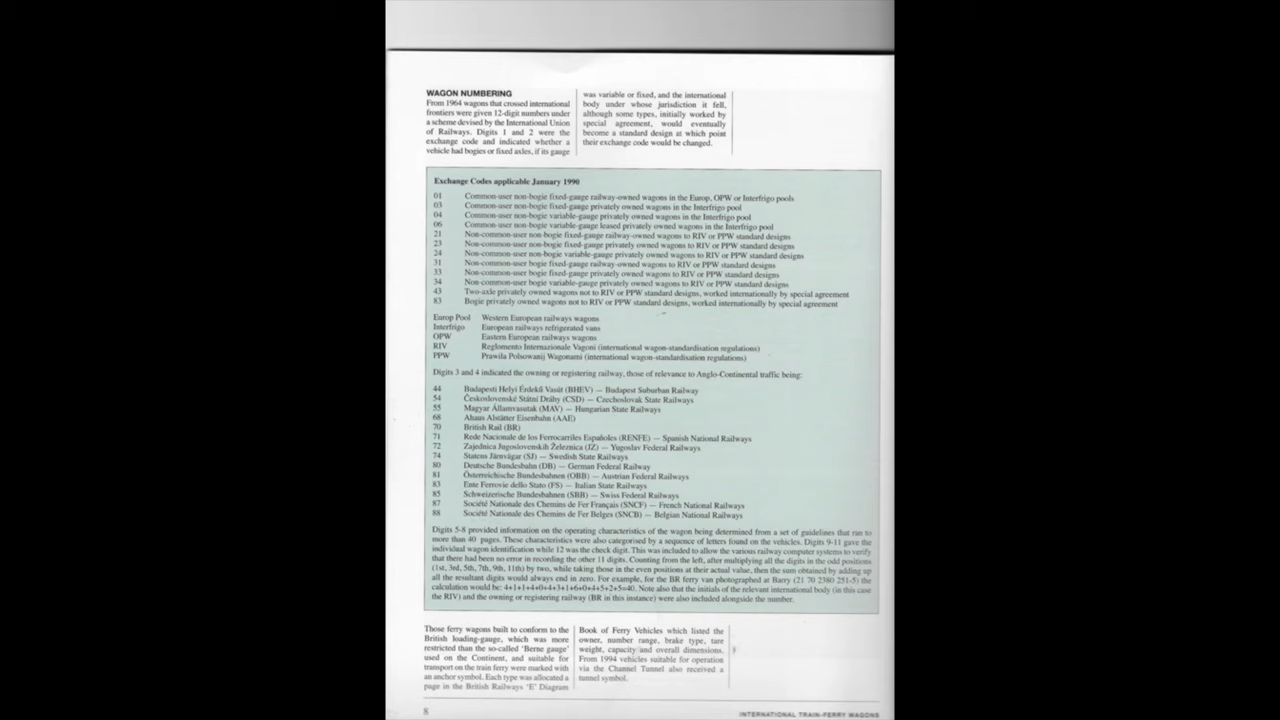 WAGON NUMBERING
From 1964 wagons that crossed international
frontiers were given 12-digit numbers under
a scheme devised by the International Union
of Railways. Digits 1 and 2 were the
exchange code and indicated whether a
vehicle had bogies or fixed axles, if its gauge
was variable or fixed, and the international
body under whose jurisdiction it fell,
although some types, initially worked by
special agreement, would eventually
become a standard design at which point
their exchange code would be changed.
Exchange Codes applicable January 1990
01 Common-user non-bogie fixed-gauge railway-owned wagons in the Europ, OPW or Interfrigo pools
03 Common-user non-bogie fixed-gauge privately owned wagons in the Interfrigo pool
04 Common-user non-bogie variable-gauge privately owned wagons in the Interfrigo pool
06 Common-user non-bogie variable-gauge leased privately owned wagons in the Interfrigo pool
21 Non-common-user non-bogie fixed-gauge railway-owned wagons to RIV or PPW standard designs
23 Non-common-user non-bogie fixed-gauge privately owned wagons to RIV or PPW standard designs
24 Non-common-user non-bogie variable-gauge privately owned wagons to RIV or PPW standard designs
31 Non-common-user bogie fixed-gauge railway-owned wagons to RIV or PPW standard designs
33 Non-common-user bogie fixed-gauge privately owned wagons to RIV or PPW standard designs
34 Non-common-user bogie variable-gauge privately owned wagons to RIV or PPW standard designs
43 Two-axle privately owned wagons not to RIV or PPW standard designs, worked internationally by special agreement
83 Bogie privately owned wagons not to RIV or PPW standard designs, worked internationally by special agreement
Europ Pool Western European railways wagons
Interfrigo European railways refrigerated vans
OPW Eastern European railways wagons
RIV Reglomento Internazionale Vagoni (international wagon-standardisation regulations)
PPW Prawila Polsowanij Wagonami (international wagon-standardisation regulations)
Digits 3 and 4 indicated the owning or registering railway, those of relevance to Anglo-Continental traffic being:
44 Budapesti Helyi Érdekű Vasút (BHEV) — Budapest Suburban Railway
54 Československé Státní Dráhy (CSD) — Czechoslovak State Railways
55 Magyar Államvasutak (MAV) — Hungarian State Railways
68 Ahaus Alstätter Eisenbahn (AAE)
70 British Rail (BR)
71 Rede Nacionale de los Ferrocarriles Españoles (RENFE) — Spanish National Railways
72 Zajednica Jugoslovenskih Železnica (JZ) — Yugoslav Federal Railways
74 Statens Järnvägar (SJ) — Swedish State Railways
80 Deutsche Bundesbahn (DB) — German Federal Railway
81 Österreichische Bundesbahnen (OBB) — Austrian Federal Railways
83 Ente Ferrovie dello Stato (FS) — Italian State Railways
85 Schweizerische Bundesbahnen (SBB) — Swiss Federal Railways
87 Société Nationale des Chemins de Fer Français (SNCF) — French National Railways
88 Société Nationale des Chemins de Fer Belges (SNCB) — Belgian National Railways
Digits 5-8 provided information on the operating characteristics of the wagon being determined from a set of guidelines that ran to
more than 40 pages. These characteristics were also categorised by a sequence of letters found on the vehicles. Digits 9-11 gave the
individual wagon identification while 12 was the check digit. This was included to allow the various railway computer systems to verify
that there had been no error in recording the other 11 digits. Counting from the left, after multiplying all the digits in the odd positions
(1st, 3rd, 5th, 7th, 9th, 11th) by two, while taking those in the even positions at their actual value, then the sum obtained by adding up
all the resultant digits would always end in zero. For example, for the BR ferry van photographed at Barry (21 70 2380 251-5) the
calculation would be: 4+1+1+4+0+4+3+1+6+0+4+5+2+5=40. Note also that the initials of the relevant international body (in this case
the RIV) and the owning or registering railway (BR in this instance) were also included alongside the number.
Those ferry wagons built to conform to the
British loading-gauge, which was more
restricted than the so-called ‘Berne gauge’
used on the Continent, and suitable for
transport on the train ferry were marked with
an anchor symbol. Each type was allocated a
page in the British Railways ‘E’ Diagram
Book of Ferry Vehicles which listed the
owner, number range, brake type, tare
weight, capacity and overall dimensions.
From 1994 vehicles suitable for operation
via the Channel Tunnel also received a
tunnel symbol.
8
INTERNATIONAL TRAIN-FERRY WAGONS